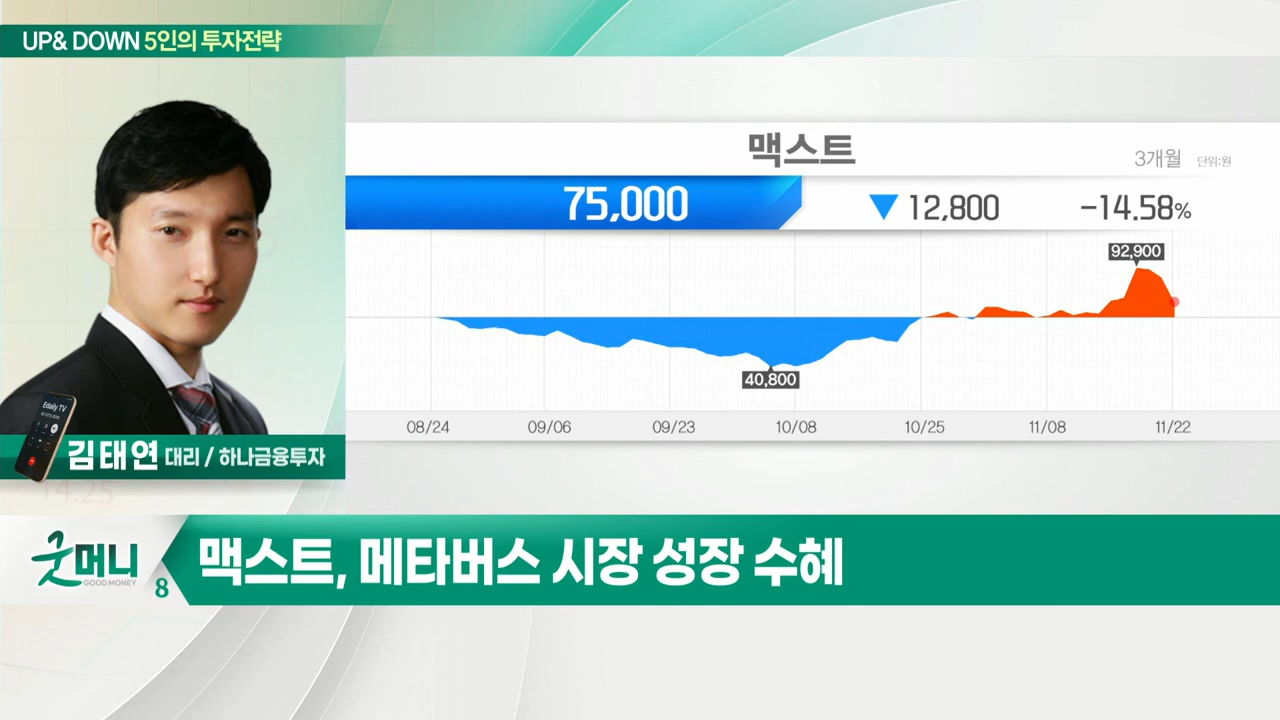 UP& DOWN 5인의 투자전략
맥스트
3개월 단위:원
75,000 ▼ 12,800 -14.58%
92,900
40,800
08/24 09/06 09/23 10/08 10/25 11/08 11/22
Edaily TV
김태연 대리 / 하나금융투자
14.25
굿머니
GOOD MONEY
8
맥스트, 메타버스 시장 성장 수혜